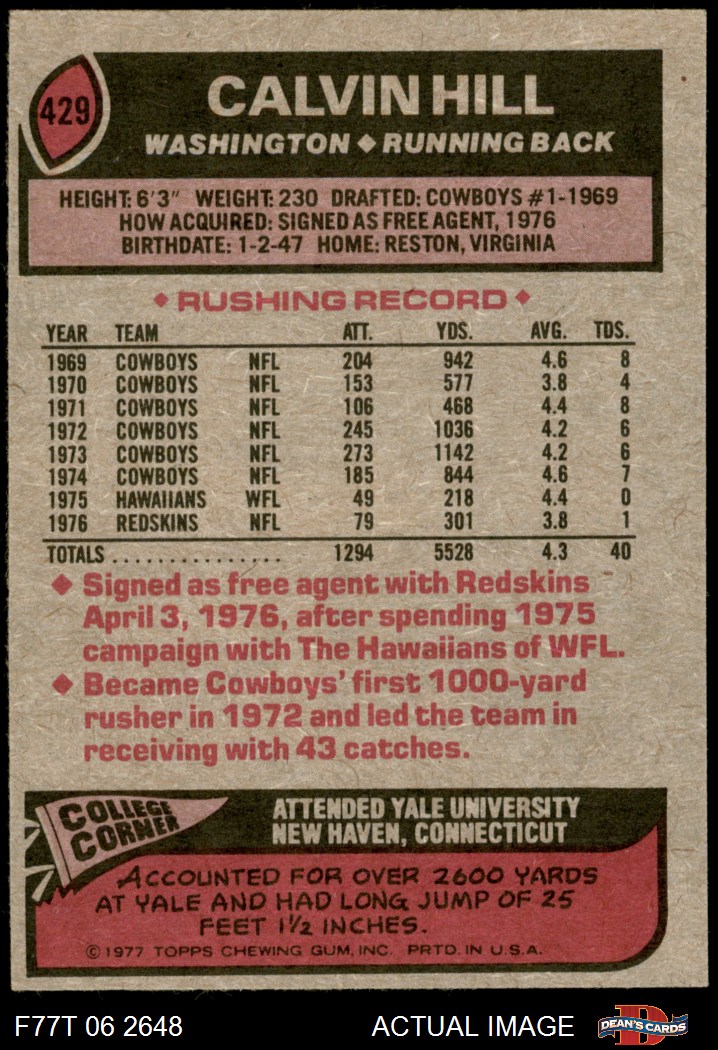 429
CALVIN HILL
WASHINGTON ◆ RUNNING BACK
HEIGHT: 6'3" WEIGHT: 230 DRAFTED: COWBOYS #1-1969
HOW ACQUIRED: SIGNED AS FREE AGENT, 1976
BIRTHDATE: 1-2-47 HOME: RESTON, VIRGINIA
◆ RUSHING RECORD ◆
YEAR TEAM ATT. YDS. AVG. TDS.
1969 COWBOYS NFL 204 942 4.6 8
1970 COWBOYS NFL 153 577 3.8 4
1971 COWBOYS NFL 106 468 4.4 8
1972 COWBOYS NFL 245 1036 4.2 6
1973 COWBOYS NFL 273 1142 4.2 6
1974 COWBOYS NFL 185 844 4.6 7
1975 HAWAIIANS WFL 49 218 4.4 0
1976 REDSKINS NFL 79 301 3.8 1
TOTALS ................ 1294 5528 4.3 40
◆ Signed as free agent with Redskins
April 3, 1976, after spending 1975
campaign with The Hawaiians of WFL.
◆ Became Cowboys' first 1000-yard
rusher in 1972 and led the team in
receiving with 43 catches.
COLLEGE
CORNER
ATTENDED YALE UNIVERSITY
NEW HAVEN, CONNECTICUT
ACCOUNTED FOR OVER 2600 YARDS
AT YALE AND HAD LONG JUMP OF 25
FEET 1½ INCHES.
© 1977 TOPPS CHEWING GUM, INC. PRTD. IN U.S.A.
F77T 06 2648 ACTUAL IMAGE
D
DEAN'S CARDS